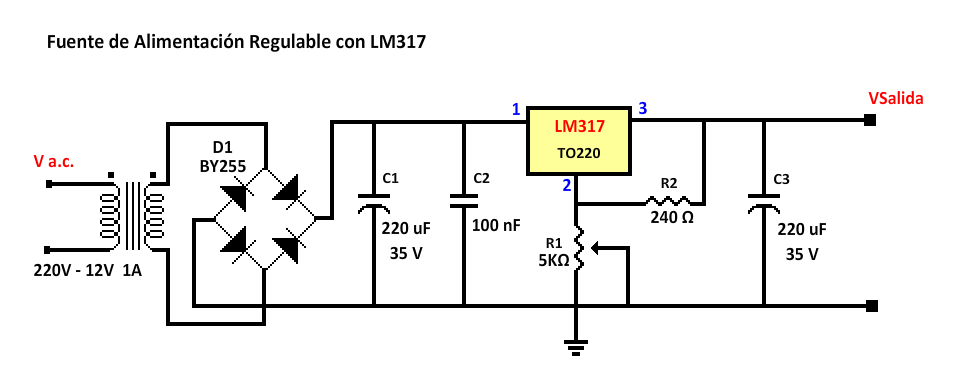 Fuente de Alimentación Regulable con LM317
VSalida
1
3
LM317
TO220
2
V a.c.
D1
BY255
C1
220 uF
35 V
C2
100 nF
R2
240 Ω
C3
220 uF
35 V
R1
5KΩ
220V - 12V 1A